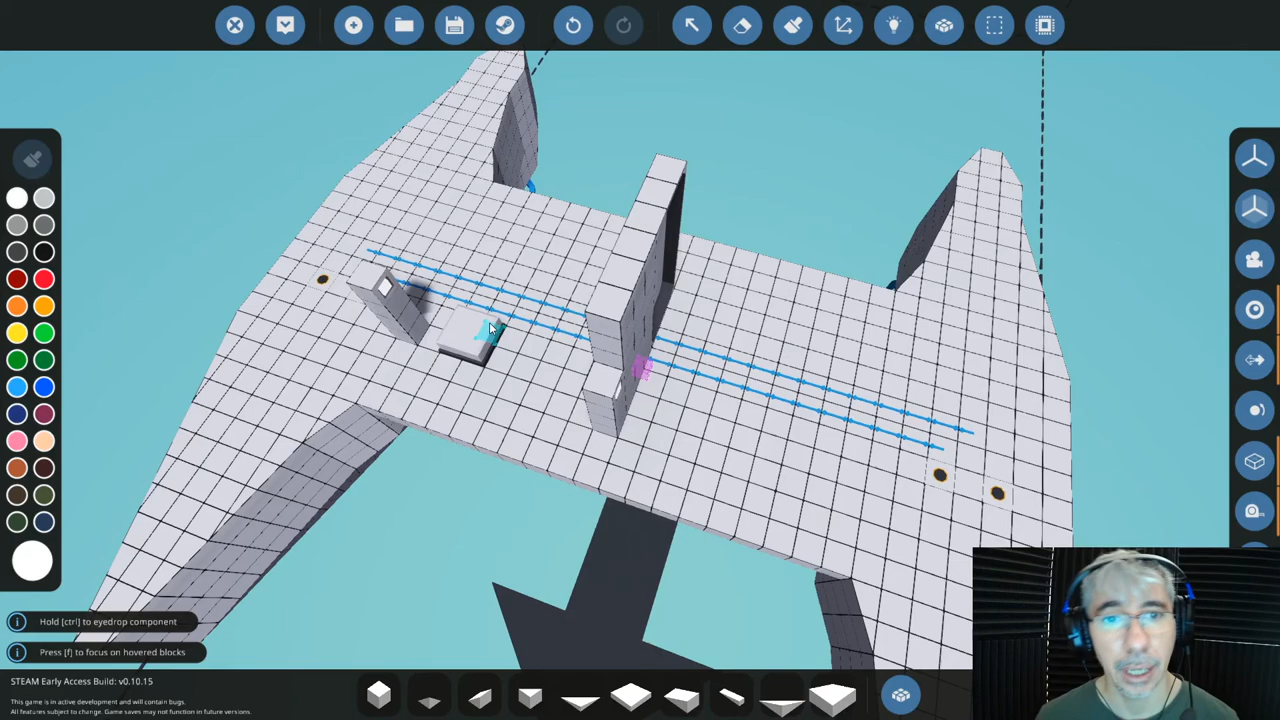 Hold [ctrl] to eyedrop component
Press [f] to focus on hovered blocks
STEAM Early Access Build: v0.10.15
This game is in active development and will contain bugs.
All features subject to change. Game saves may not function in future versions.